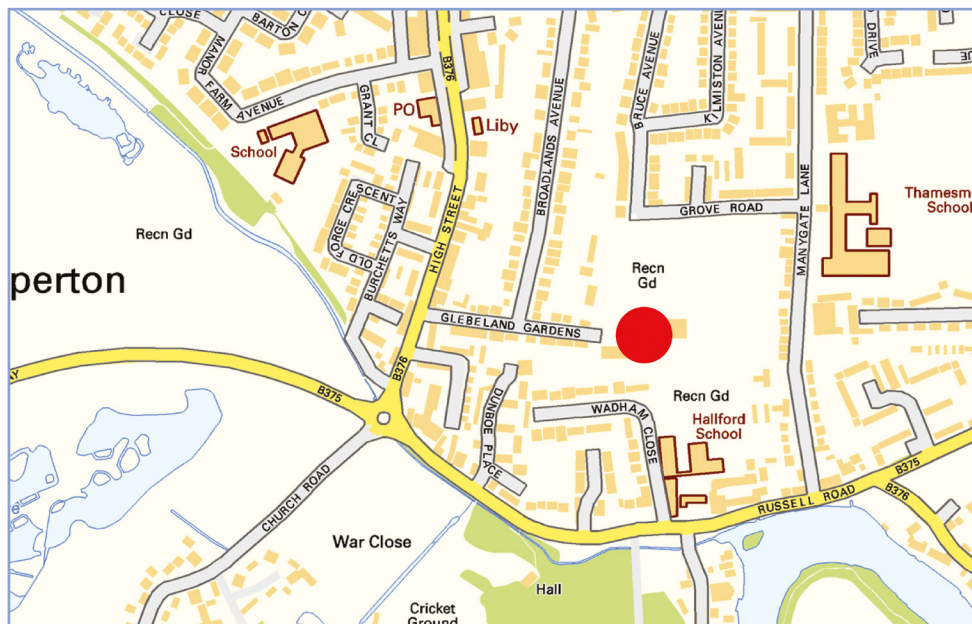 CLOSE
BARTON CL
MANOR FARM AVENUE
GRANT CL
B376
PO
Liby
School
BRUCE AVENUE
KILMISTON AVENUE
DRIVE
BROADLANDS AVENUE
MANYGATE LANE
GROVE ROAD
Thamesm
School
Recn Gd
OLD FORGE CRESCENT
BURCHETTS WAY
HIGH STREET
Recn
Gd
perton
GLEBELAND GARDENS
B376
B375
DUNBOE PLACE
WADHAM CLOSE
Recn Gd
Hallford
School
CHURCH ROAD
RUSSELL ROAD
B375
B376
War Close
Hall
Cricket
Ground